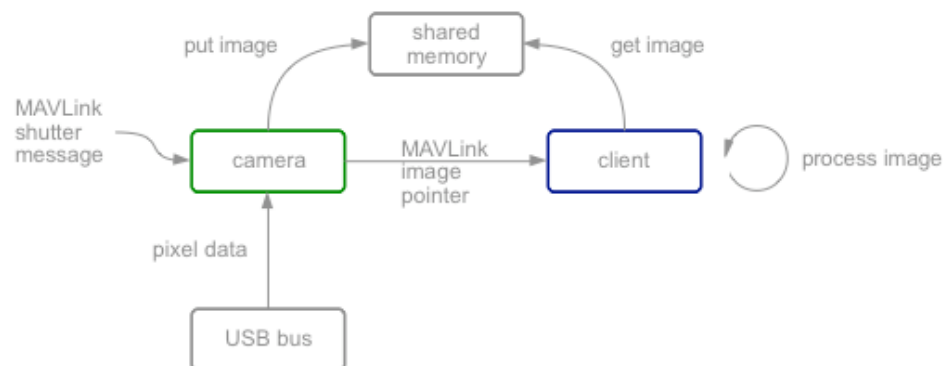 shared
memory
put image
get image
MAVLink
shutter
message
camera
MAVLink
image
pointer
client
process image
pixel data
USB bus